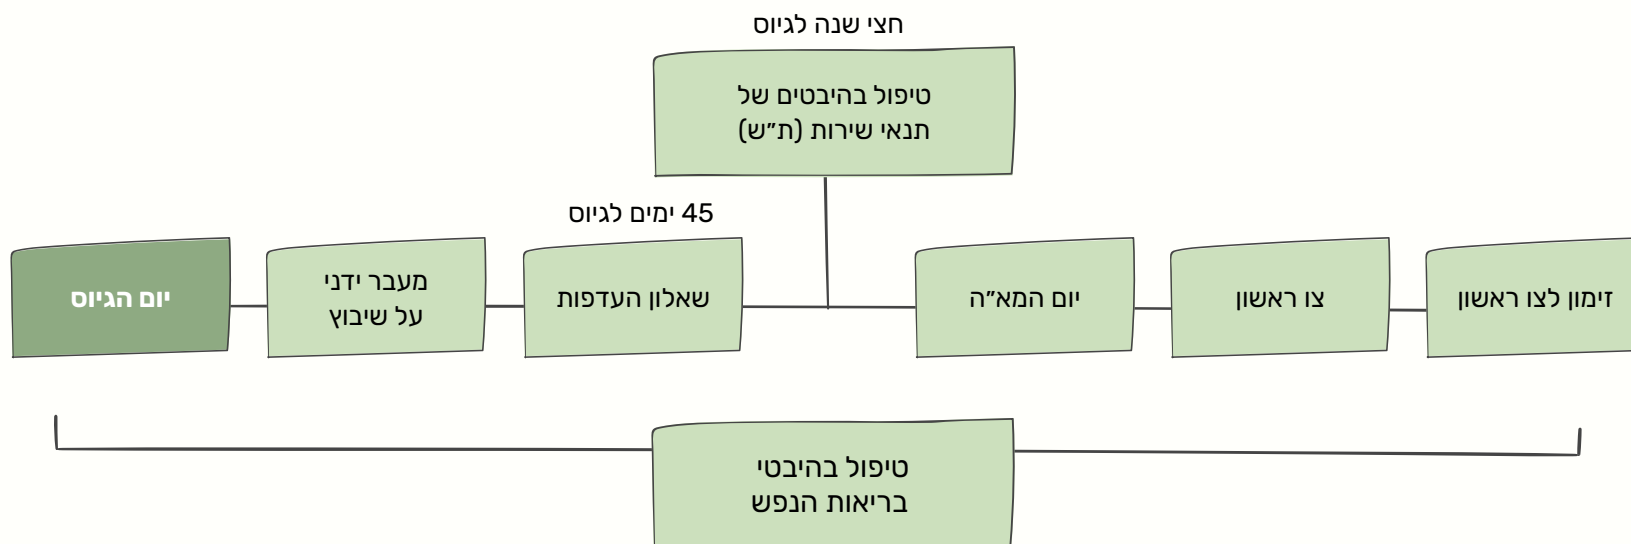 חצי שנה לגיוס
טיפול בהיבטים של
תנאי שירות (ת״ש)
45 ימים לגיוס
זימון לצו ראשון
צו ראשון
יום המא״ה
שאלון העדפות
מעבר ידני
על שיבוץ
יום הגיוס
טיפול בהיבטי
בריאות הנפש